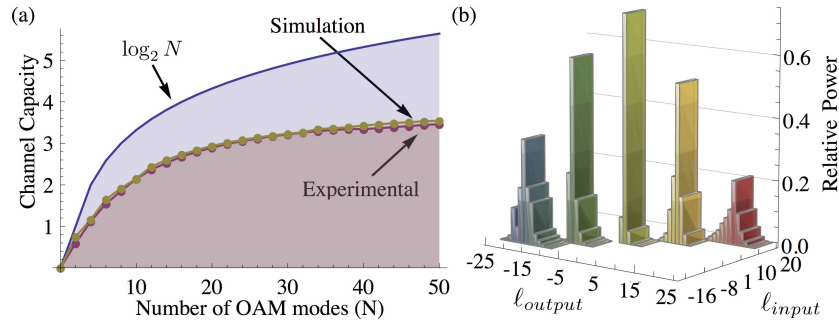 (a)
Channel Capacity
5
4
3
2
1
log₂ N
Simulation
Experimental
10
20
30
40
50
Number of OAM modes (N)
(b)
0.6
0.4
0.2
0.0
Relative Power
-25
-15
-5
5
15
25
ℓoutput
-16
-8
1
10
20
ℓinput